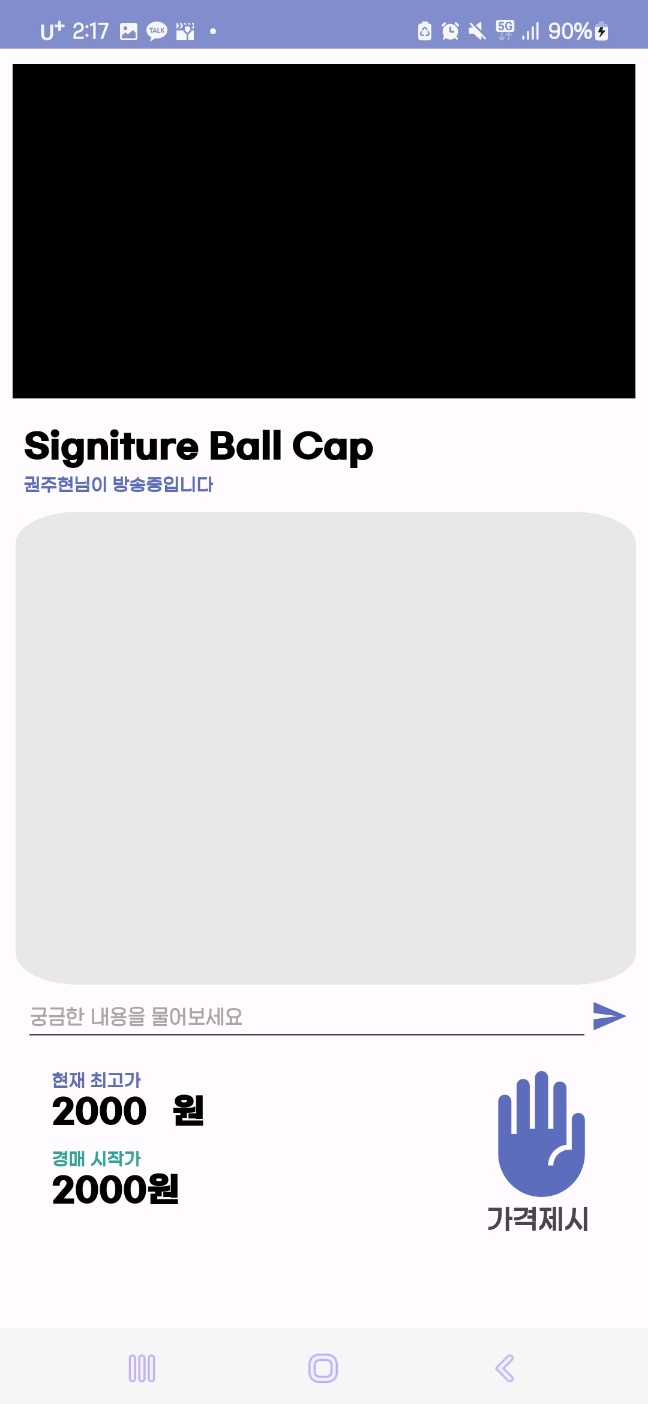 U+ 2:17 TALK 5G 90%
Signiture Ball Cap
권주현님이 방송중입니다
궁금한 내용을 물어보세요
현재 최고가
2000 원
경매 시작가
2000원
가격제시